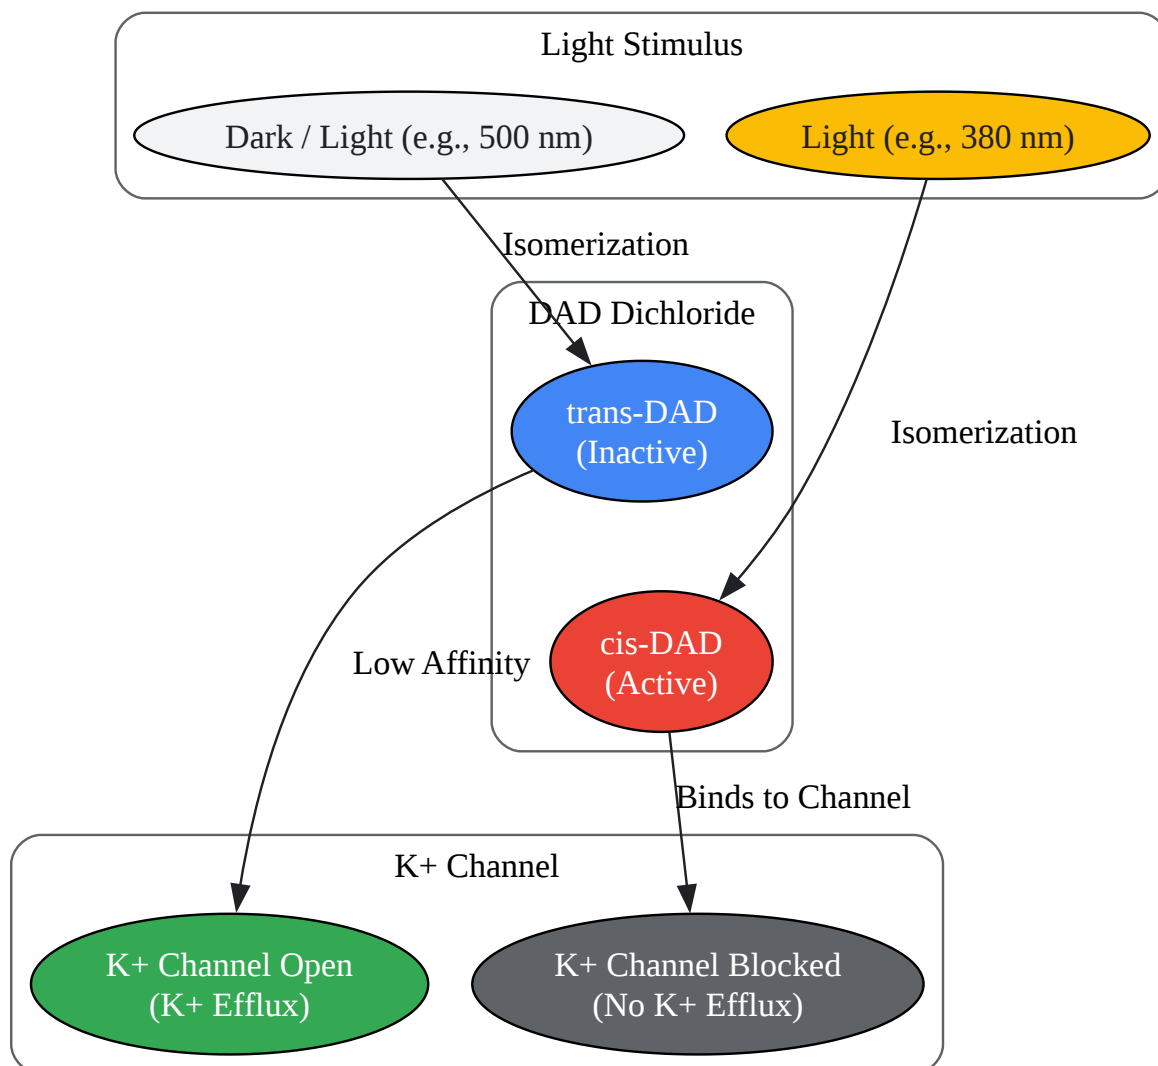 Light Stimulus
Dark / Light (e.g., 500 nm)
Light (e.g., 380 nm)
Isomerization
DAD Dichloride
trans-DAD
(Inactive)
Isomerization
cis-DAD
(Active)
Low Affinity
Binds to Channel
K+ Channel
K+ Channel Open
(K+ Efflux)
K+ Channel Blocked
(No K+ Efflux)